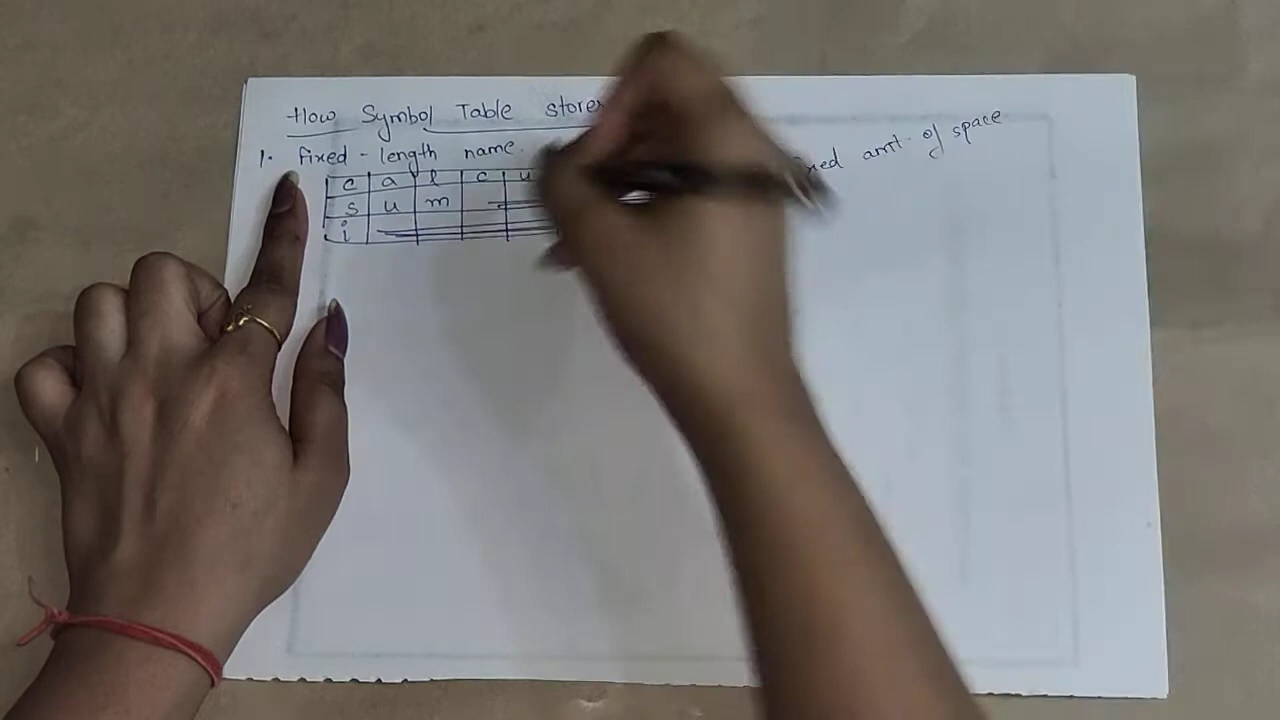 How Symbol Table stores
1. Fixed-length name. amt. of space
c a l c u
s u m
i